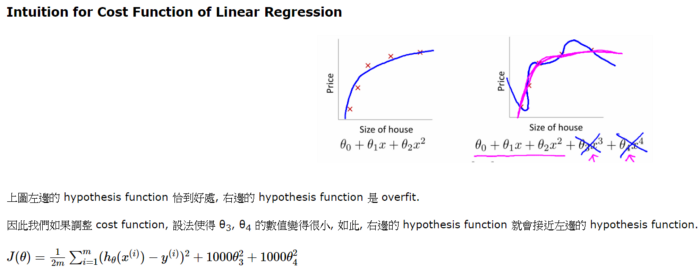 Intuition for Cost Function of Linear Regression
Price
Size of house
θ₀ + θ₁x + θ₂x²
Price
Size of house
θ₀ + θ₁x + θ₂x² + θ₃x³ + θ₄x⁴
上圖左邊的 hypothesis function 恰到好處, 右邊的 hypothesis function 是 overfit.
因此我們如果調整 cost function, 設法使得 θ₃, θ₄ 的數值變得很小, 如此, 右邊的 hypothesis function 就會接近左邊的 hypothesis function.
J(θ) = 1/2m ∑ᵢ₌₁ᵐ (h_θ(x⁽ⁱ⁾) − y⁽ⁱ⁾)² + 1000θ₃² + 1000θ₄²